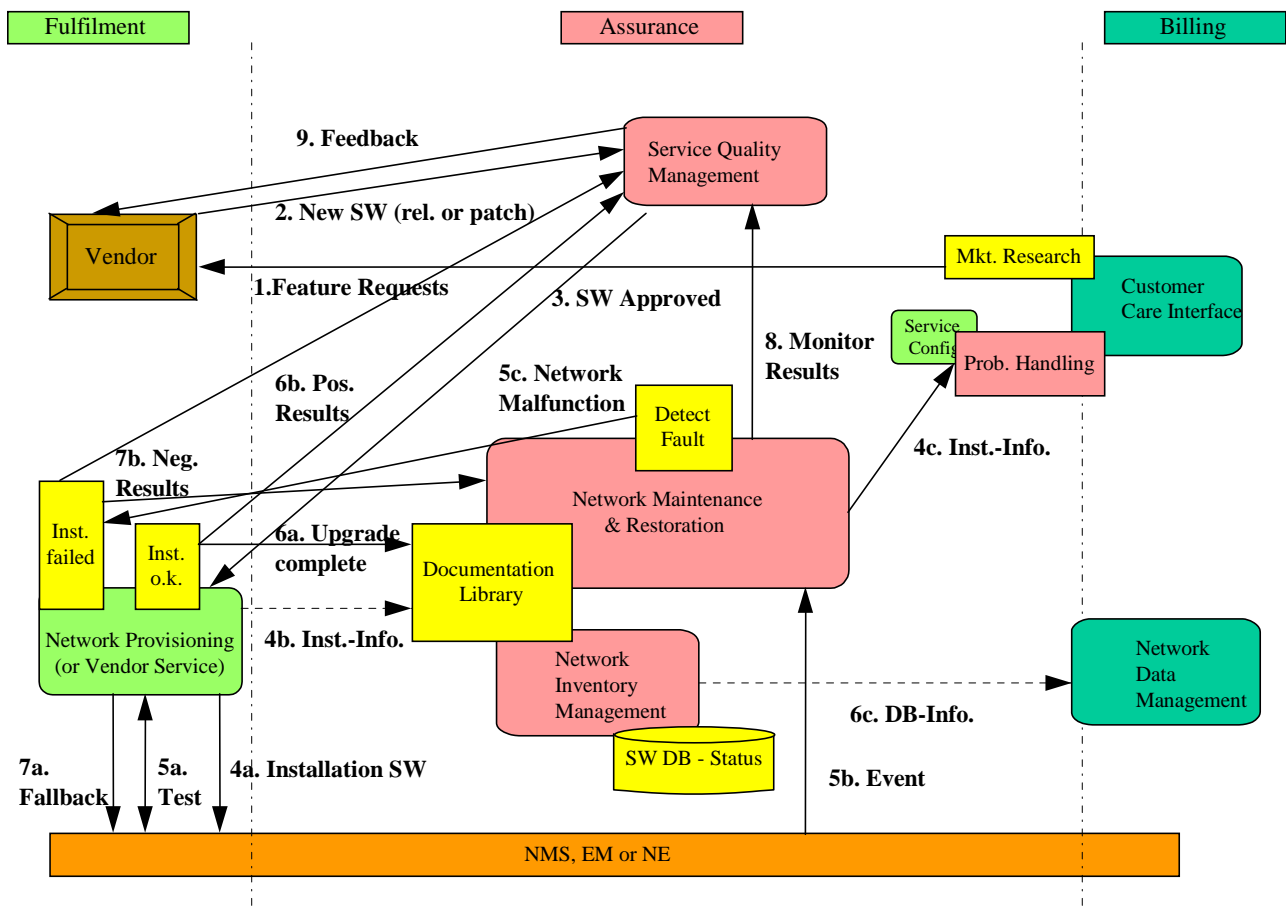 Fulfilment
Assurance
Billing
9. Feedback
Service Quality
Management
2. New SW (rel. or patch)
Vendor
Mkt. Research
1.Feature Requests
3. SW Approved
Customer
Care Interface
Service
Config
Prob. Handling
8. Monitor
Results
6b. Pos.
Results
5c. Network
Malfunction
Detect
Fault
4c. Inst.-Info.
7b. Neg.
Results
Network Maintenance
& Restoration
Inst.
failed
Inst.
o.k.
6a. Upgrade
complete
Documentation
Library
4b. Inst.-Info.
Network Provisioning
(or Vendor Service)
Network
Inventory
Management
Network
Data
Management
6c. DB-Info.
SW DB - Status
7a.
Fallback
5a.
Test
4a. Installation SW
5b. Event
NMS, EM or NE